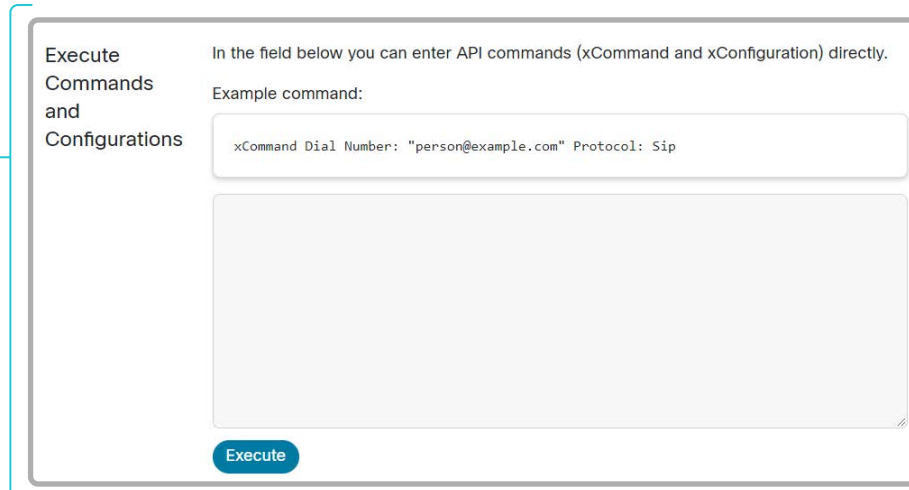 Execute
Commands
and
Configurations
In the field below you can enter API commands (xCommand and xConfiguration) directly.
Example command:
xCommand Dial Number: "person@example.com" Protocol: Sip
Execute